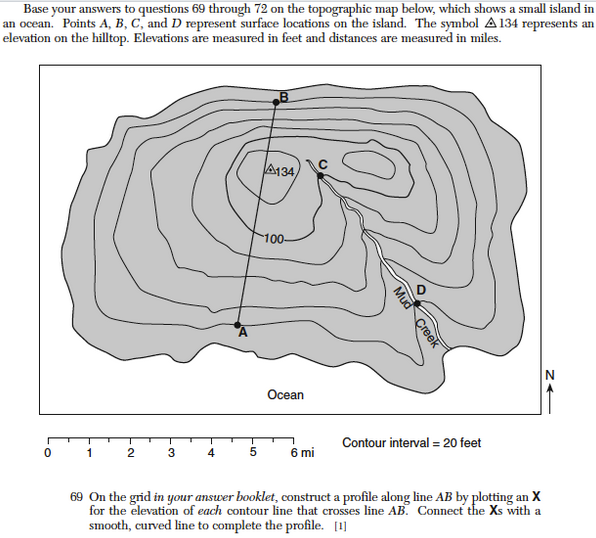 Base your answers to questions 69 through 72 on the topographic map below, which shows a small island in
an ocean. Points A, B, C, and D represent surface locations on the island. The symbol △134 represents an
elevation on the hilltop. Elevations are measured in feet and distances are measured in miles.
B
134
C
100
D
Mud Creek
A
Ocean
N
0 1 2 3 4 5 6 mi
Contour interval = 20 feet
69 On the grid in your answer booklet, construct a profile along line AB by plotting an X
for the elevation of each contour line that crosses line AB. Connect the Xs with a
smooth, curved line to complete the profile. [1]